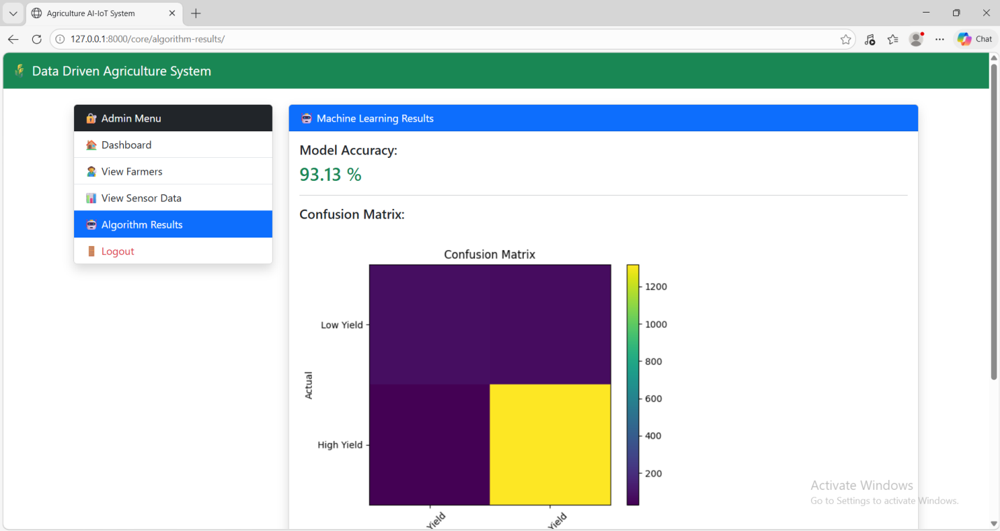 Agriculture AI-IoT System
127.0.0.1:8000/core/algorithm-results/
Chat
Data Driven Agriculture System
Admin Menu
Dashboard
View Farmers
View Sensor Data
Algorithm Results
Logout
Machine Learning Results
Model Accuracy:
93.13 %
Confusion Matrix:
Confusion Matrix
Low Yield
High Yield
Actual
Yield
Yield
1200
1000
800
600
400
200
Activate Windows
Go to Settings to activate Windows.